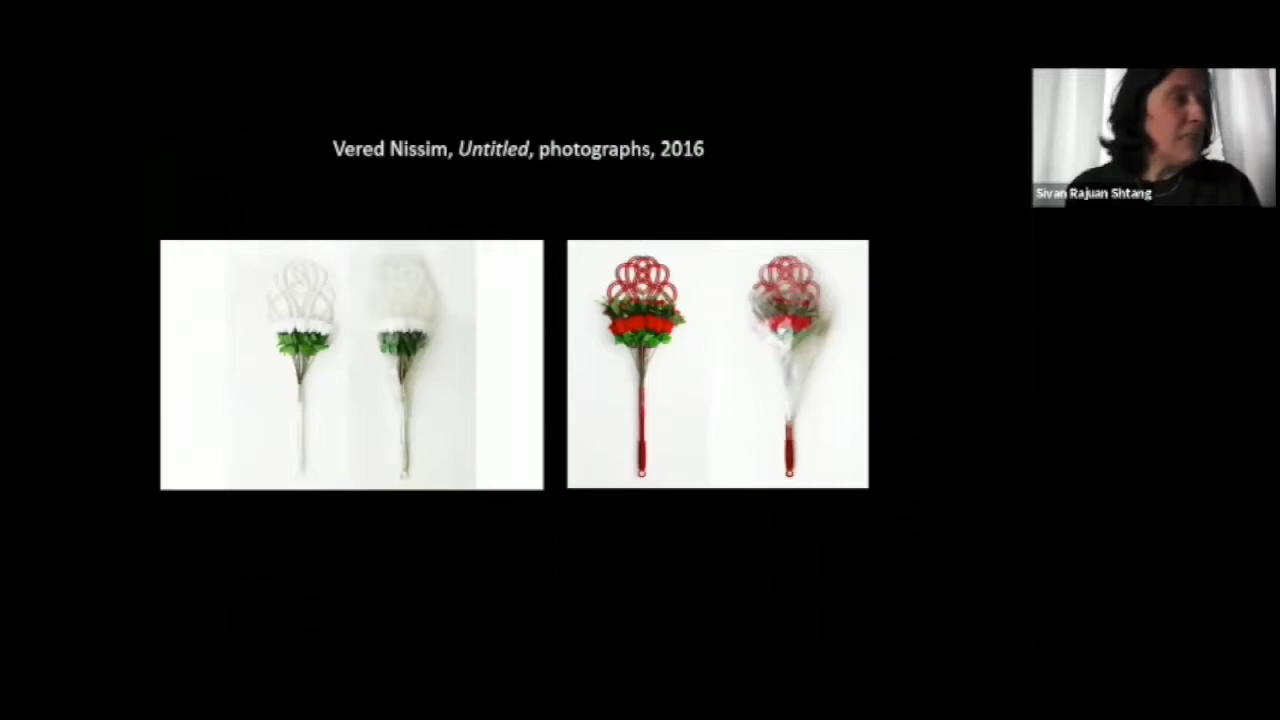 Vered Nissim, Untitled, photographs, 2016
Sivan Rajuan Shtang